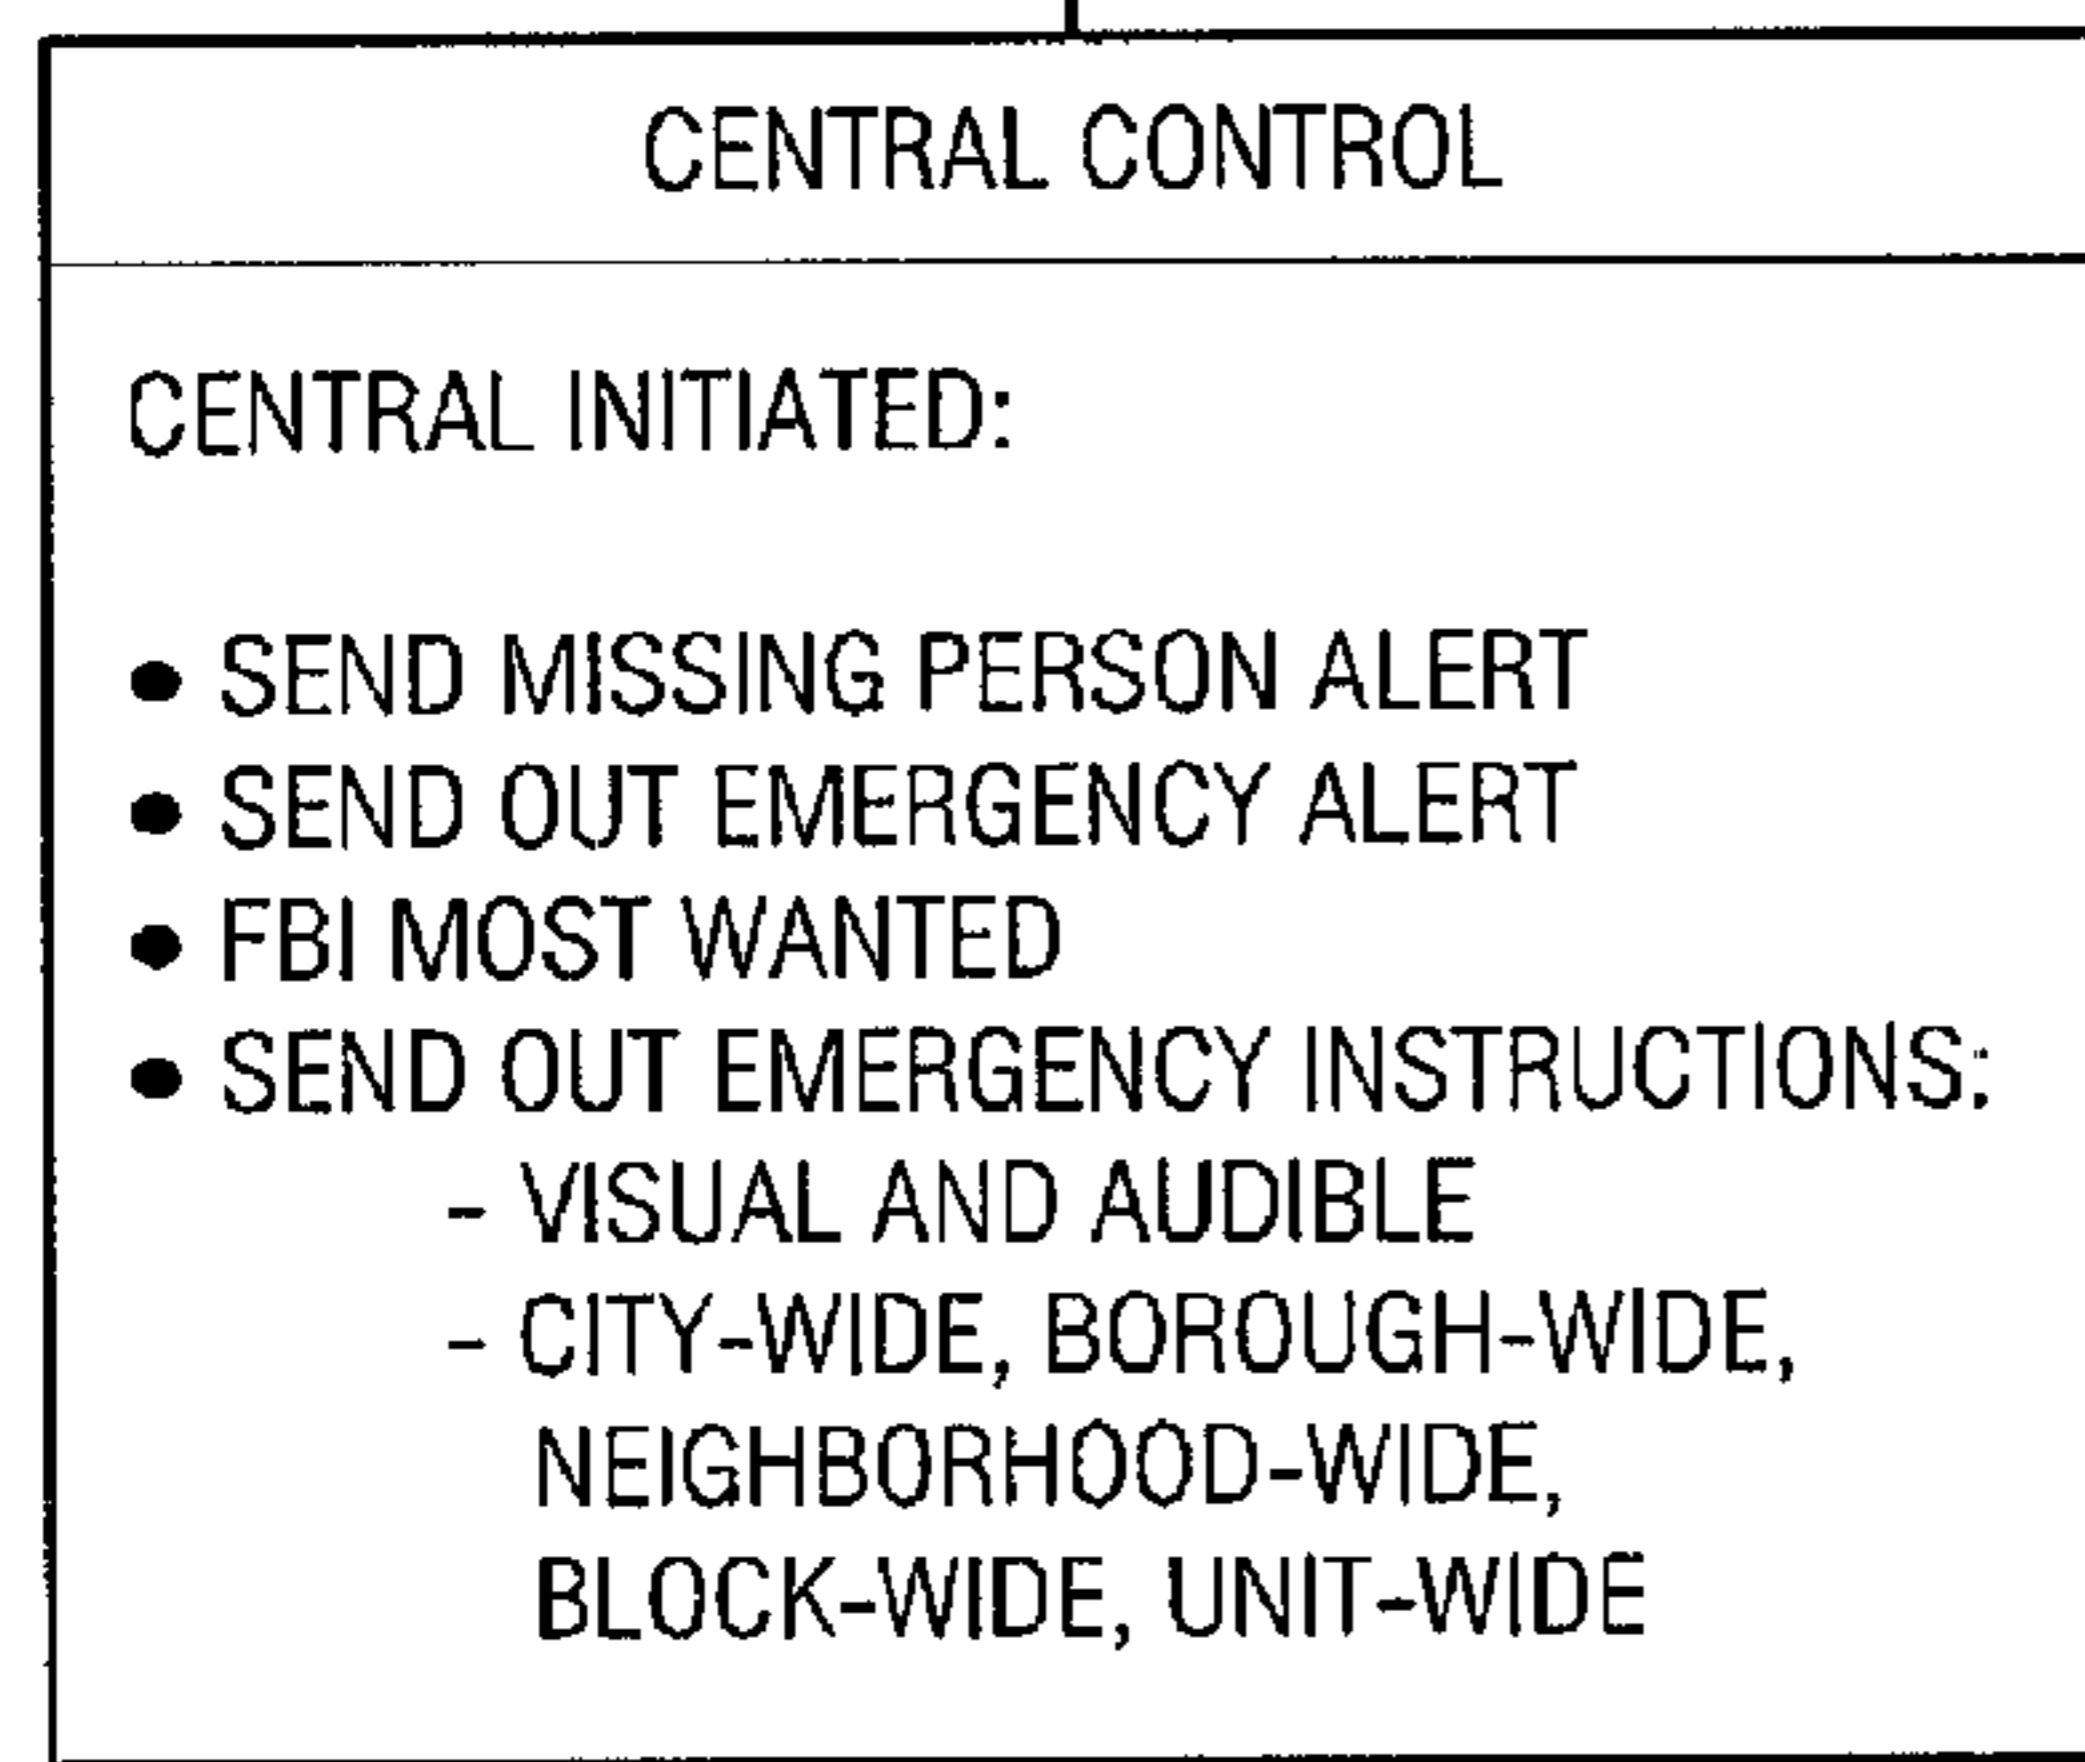 CENTRAL CONTROL
CENTRAL INITIATED:
• SEND MISSING PERSON ALERT
• SEND OUT EMERGENCY ALERT
• FBI MOST WANTED
• SEND OUT EMERGENCY INSTRUCTIONS:
- VISUAL AND AUDIBLE
- CITY-WIDE, BOROUGH-WIDE,
NEIGHBORHOOD-WIDE,
BLOCK-WIDE, UNIT-WIDE